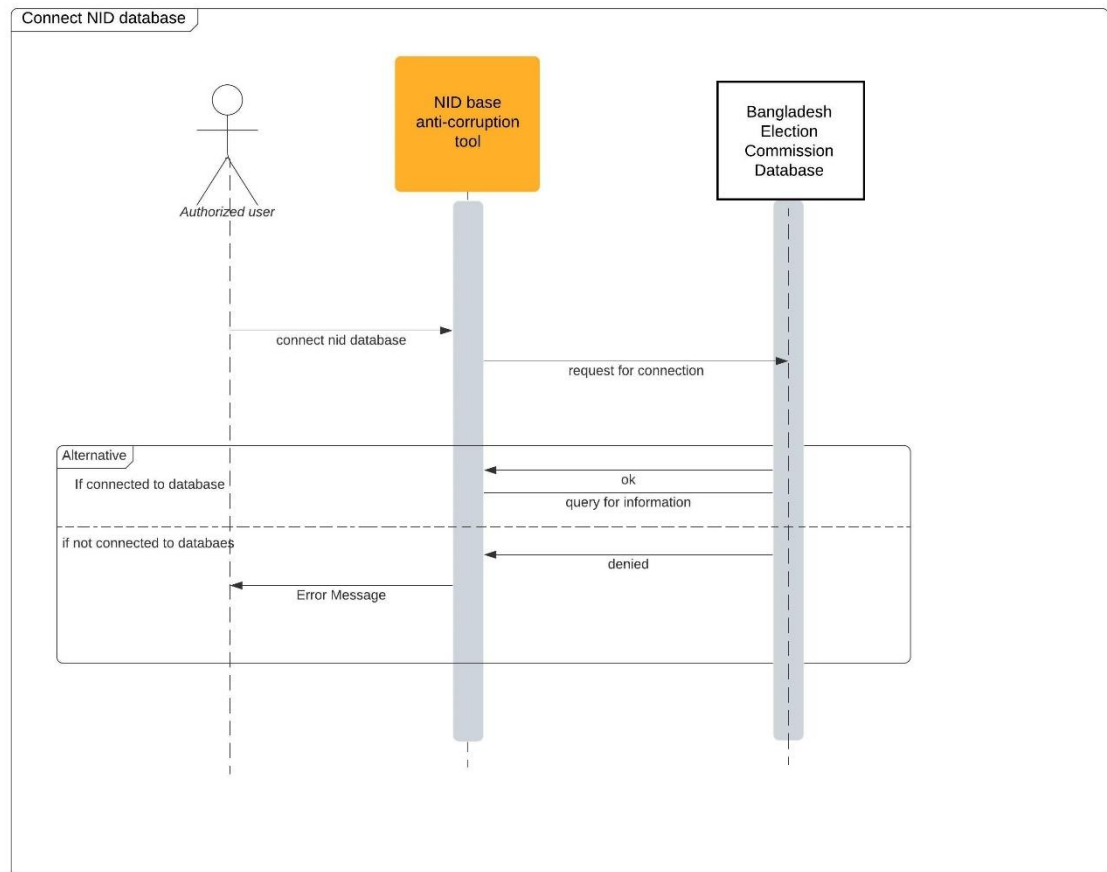 Connect NID database
NID base
anti-corruption
tool
Bangladesh
Election
Commission
Database
Authorized user
connect nid database
request for connection
Alternative
If connected to database
ok
query for information
if not connected to databaes
denied
Error Message